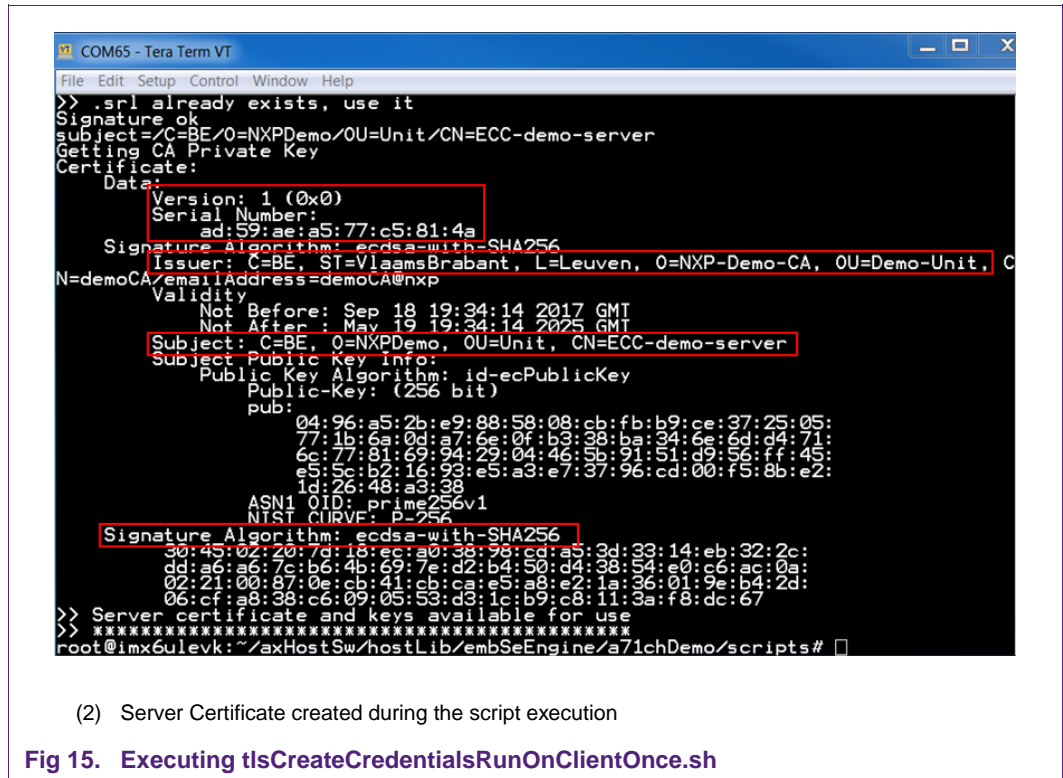 COM65 - Tera Term VT
File Edit Setup Control Window Help
>> .srl already exists, use it
Signature ok
subject=/C=BE/O=NXPDemo/OU=Unit/CN=ECC-demo-server
Getting CA Private Key
Certificate:
Data:
Version: 1 (0x0)
Serial Number:
ad:59:ae:a5:77:c5:81:4a
Signature Algorithm: ecdsa-with-SHA256
Issuer: C=BE, ST=VlaamsBrabant, L=Leuven, O=NXP-Demo-CA, OU=Demo-Unit, C
N=demoCA/emailAddress=demoCA@nxp
Validity
Not Before: Sep 18 19:34:14 2017 GMT
Not After : May 19 19:34:14 2025 GMT
Subject: C=BE, O=NXPDemo, OU=Unit, CN=ECC-demo-server
Subject Public Key Info:
Public Key Algorithm: id-ecPublicKey
Public-Key: (256 bit)
pub:
04:96:a5:2b:e9:88:58:08:cb:fb:b9:ce:37:25:05:
77:1b:6a:0d:a7:6e:0f:b3:38:ba:34:6e:6d:d4:71:
6c:77:81:69:94:29:04:46:5b:91:51:d9:56:ff:45:
e5:5c:b2:16:93:e5:a3:e7:37:96:cd:00:f5:8b:e2:
1d:26:48:a3:38
ASN1 OID: prime256v1
NIST CURVE: P-256
Signature Algorithm: ecdsa-with-SHA256
30:45:02:20:7d:18:ec:a0:38:98:cd:a5:3d:33:14:eb:32:2c:
dd:a6:a6:7c:b6:4b:69:7e:d2:b4:50:d4:38:54:e0:c6:ac:0a:
02:21:00:87:0e:cb:41:cb:ca:e5:a8:e2:1a:36:01:9e:b4:2d:
06:cf:a8:38:c6:09:05:53:d3:1c:b9:c8:11:3a:f8:dc:67
>> Server certificate and keys available for use
>> *********************************************
root@imx6ulevk:~/axHostSw/hostLib/embSeEngine/a71chDemo/scripts#
(2) Server Certificate created during the script execution
Fig 15. Executing tlsCreateCredentialsRunOnClientOnce.sh